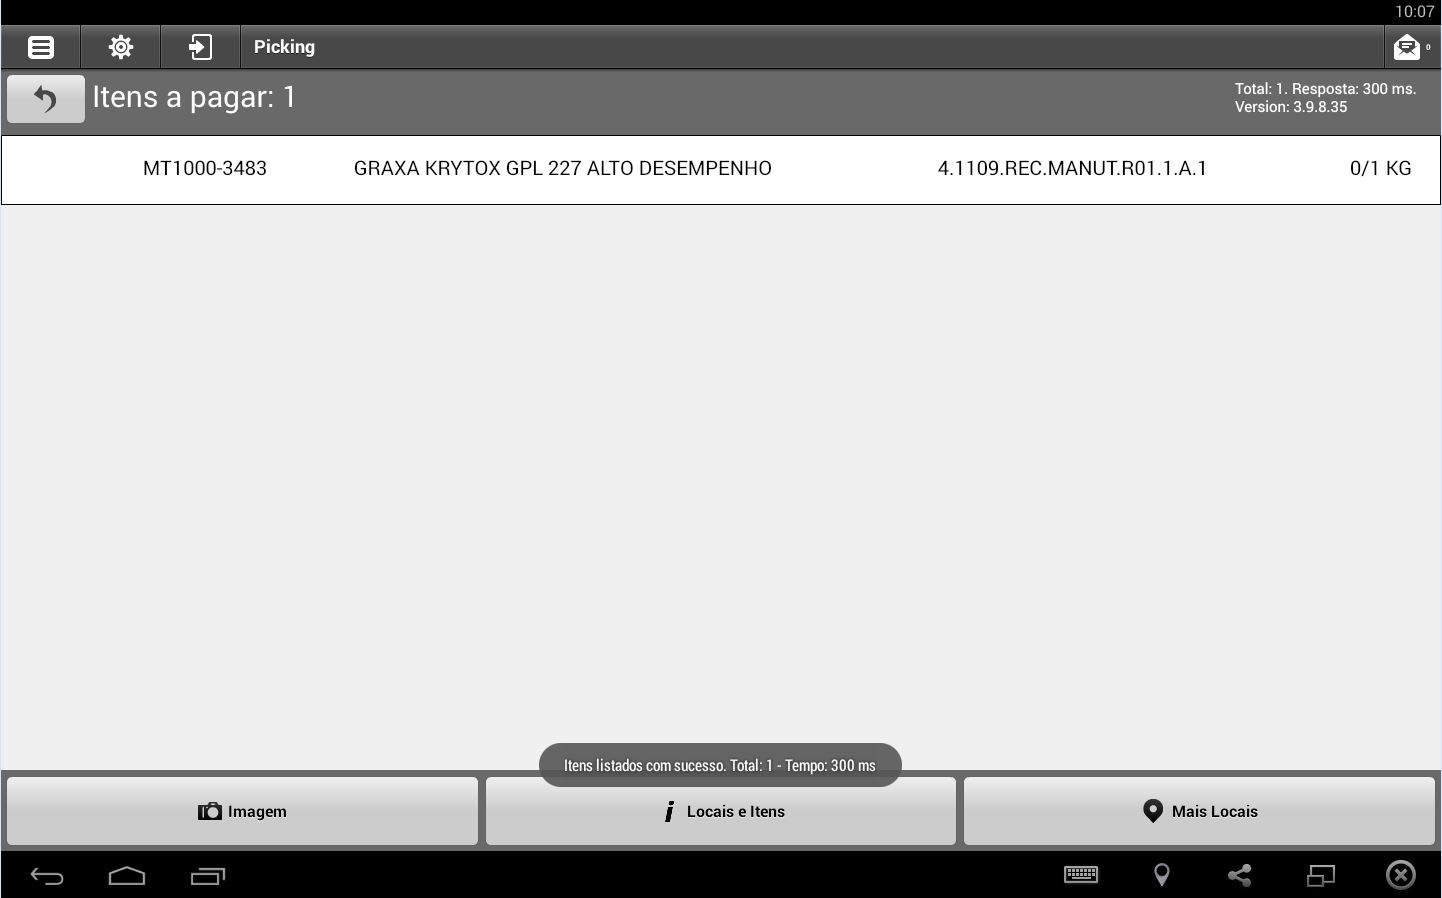 10:07
Picking
0
Itens a pagar: 1
Total: 1. Resposta: 300 ms.
Version: 3.9.8.35
MT1000-3483 GRAXA KRYTOX GPL 227 ALTO DESEMPENHO 4.1109.REC.MANUT.R01.1.A.1 0/1 KG
Itens listados com sucesso. Total: 1 - Tempo: 300 ms
Imagem
Locais e Itens
Mais Locais